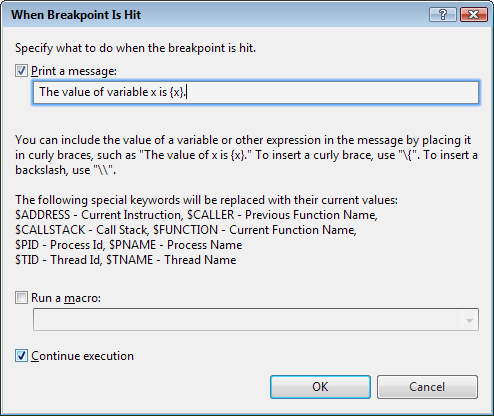 When Breakpoint Is Hit
Specify what to do when the breakpoint is hit.
Print a message:
The value of variable x is {x}.
You can include the value of a variable or other expression in the message by placing it
in curly braces, such as "The value of x is {x}." To insert a curly brace, use "\{". To insert a
backslash, use "\\".
The following special keywords will be replaced with their current values:
$ADDRESS - Current Instruction, $CALLER - Previous Function Name,
$CALLSTACK - Call Stack, $FUNCTION - Current Function Name,
$PID - Process Id, $PNAME - Process Name
$TID - Thread Id, $TNAME - Thread Name
Run a macro:
Continue execution
OK Cancel